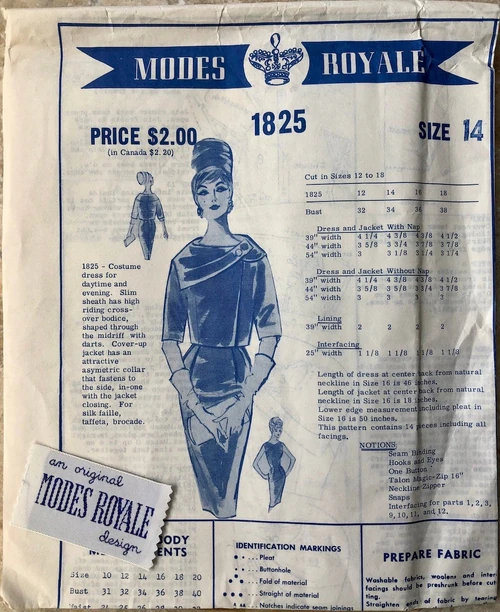 MODES ROYALE
1825
PRICE $2.00
(in Canada $2.20)
SIZE 14
Cut in Sizes 12 to 18
1825 12 14 16 18
Bust 32 34 36 38
Dress and Jacket With Nap
39" width 4 1/4 4 3/8 4 3/8 4 1/2
44" width 3 5/8 3 3/4 3 7/8 3 7/8
54" width 3 3 1/8 3 1/4
Dress and Jacket Without Nap
39" width 4 1/4 4 3/8 4 3/8 4 1/2
44" width 3 5/8 3 5/8 3 3/4 3 7/8
54" width 3 3 3 3
Lining
39" width 2 2 2 2
Interfacing
25" width 1 1/8 1 1/8 1 1/8 1 1/8
1825 - Costume
dress for
daytime and
evening. Slim
sheath has high
riding cross-
over bodice,
shaped through
the midriff with
darts. Cover-up
jacket has an
attractive
asymetric collar
that fastens to
the side, in-one
with the jacket
closing. For
silk faille,
taffeta, brocade.
Length of dress at center back from natural
neckline in Size 16 is 46 inches.
Length of jacket at center back from natural
neckline in Size 16 is 18 inches.
Lower edge measurement including pleat in
Size 16 is 50 inches.
This pattern contains 14 pieces including all
facings.
NOTIONS:
Seam Binding
Hooks and Eyes
One Button
Talon Magic-Zip 16"
Neckline Zipper
Snaps
Interfacing for parts 1, 2, 3,
9, 10, 11, and 12.
an original
MODES ROYALE
design
BODY
Size 10 12 14 16 18 20
Bust 31 32 34 36 38 40
IDENTIFICATION MARKINGS
Pleat
Buttonhole
Fold of material
Straight of material
Notches indicate seam joinings
PREPARE FABRIC
Washable fabrics, woolens and inter-
facings should be preshrunk before cut-
ting.
Straighten ends of fabric by tearing